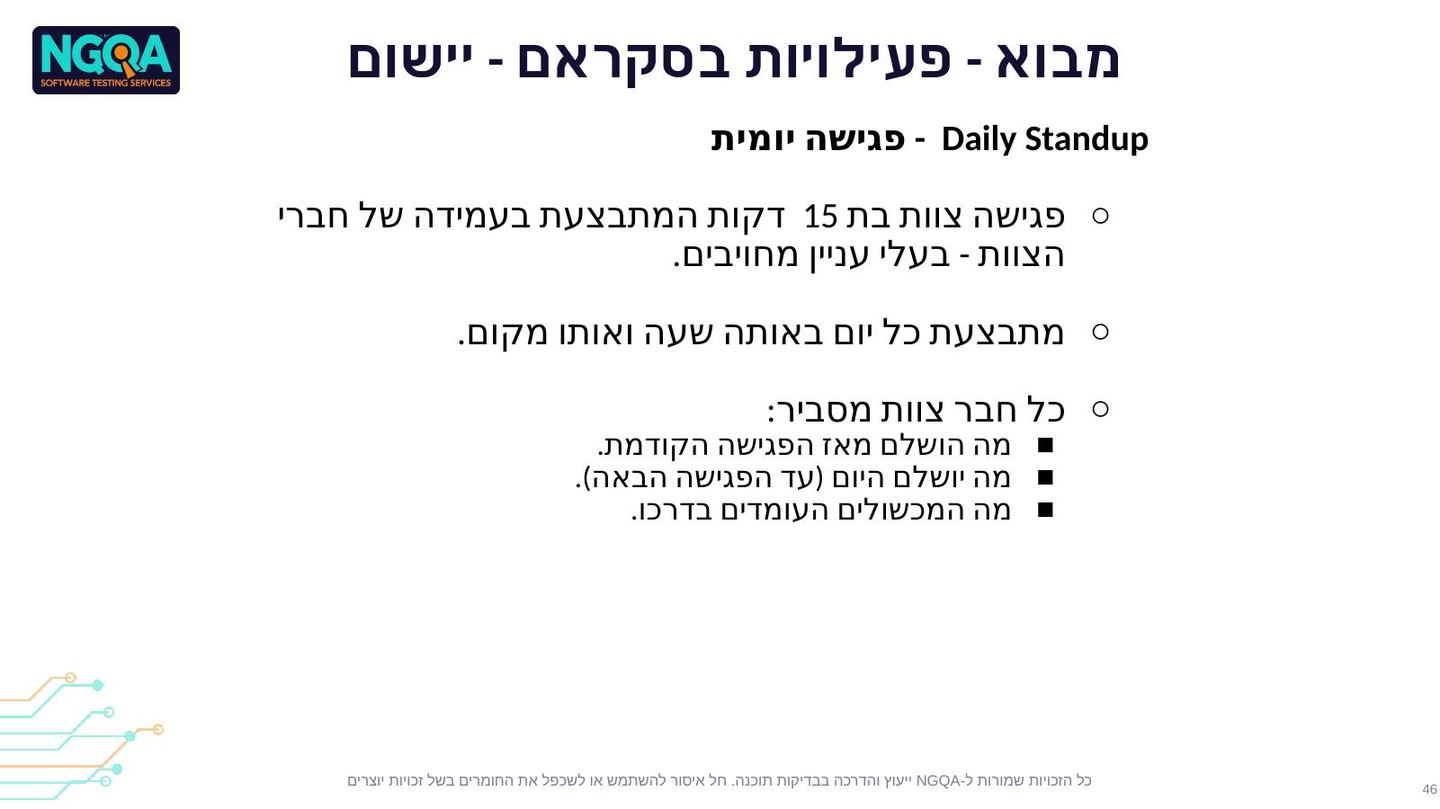 NGQA
SOFTWARE TESTING SERVICES
מבוא - פעילויות בסקראם - יישום
Daily Standup - פגישה יומית
○ פגישה צוות בת 15 דקות המתבצעת בעמידה של חברי
הצוות - בעלי עניין מחויבים.
○ מתבצעת כל יום באותה שעה ואותו מקום.
○ כל חבר צוות מסביר:
■ מה הושלם מאז הפגישה הקודמת.
■ מה יושלם היום (עד הפגישה הבאה).
■ מה המכשולים העומדים בדרכו.
כל הזכויות שמורות ל-NGQA ייעוץ והדרכה בבדיקות תוכנה. חל איסור להשתמש או לשכפל את החומרים בשל זכויות יוצרים
46